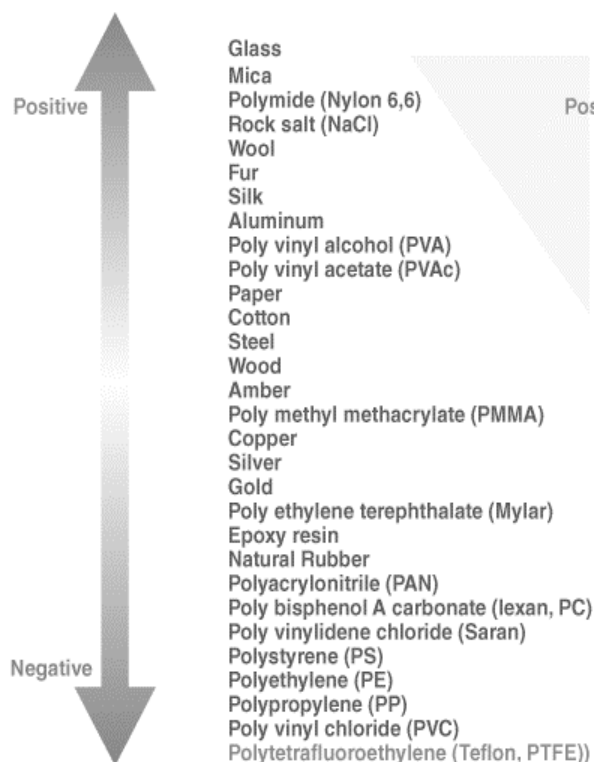 Glass
Mica
Positive
Polymide (Nylon 6,6)
Pos
Rock salt (NaCl)
Wool
Fur
Silk
Aluminum
Poly vinyl alcohol (PVA)
Poly vinyl acetate (PVAc)
Paper
Cotton
Steel
Wood
Amber
Poly methyl methacrylate (PMMA)
Copper
Silver
Gold
Poly ethylene terephthalate (Mylar)
Epoxy resin
Natural Rubber
Polyacrylonitrile (PAN)
Poly bisphenol A carbonate (lexan, PC)
Poly vinylidene chloride (Saran)
Polystyrene (PS)
Negative
Polyethylene (PE)
Polypropylene (PP)
Poly vinyl chloride (PVC)
Polytetrafluoroethylene (Teflon, PTFE))